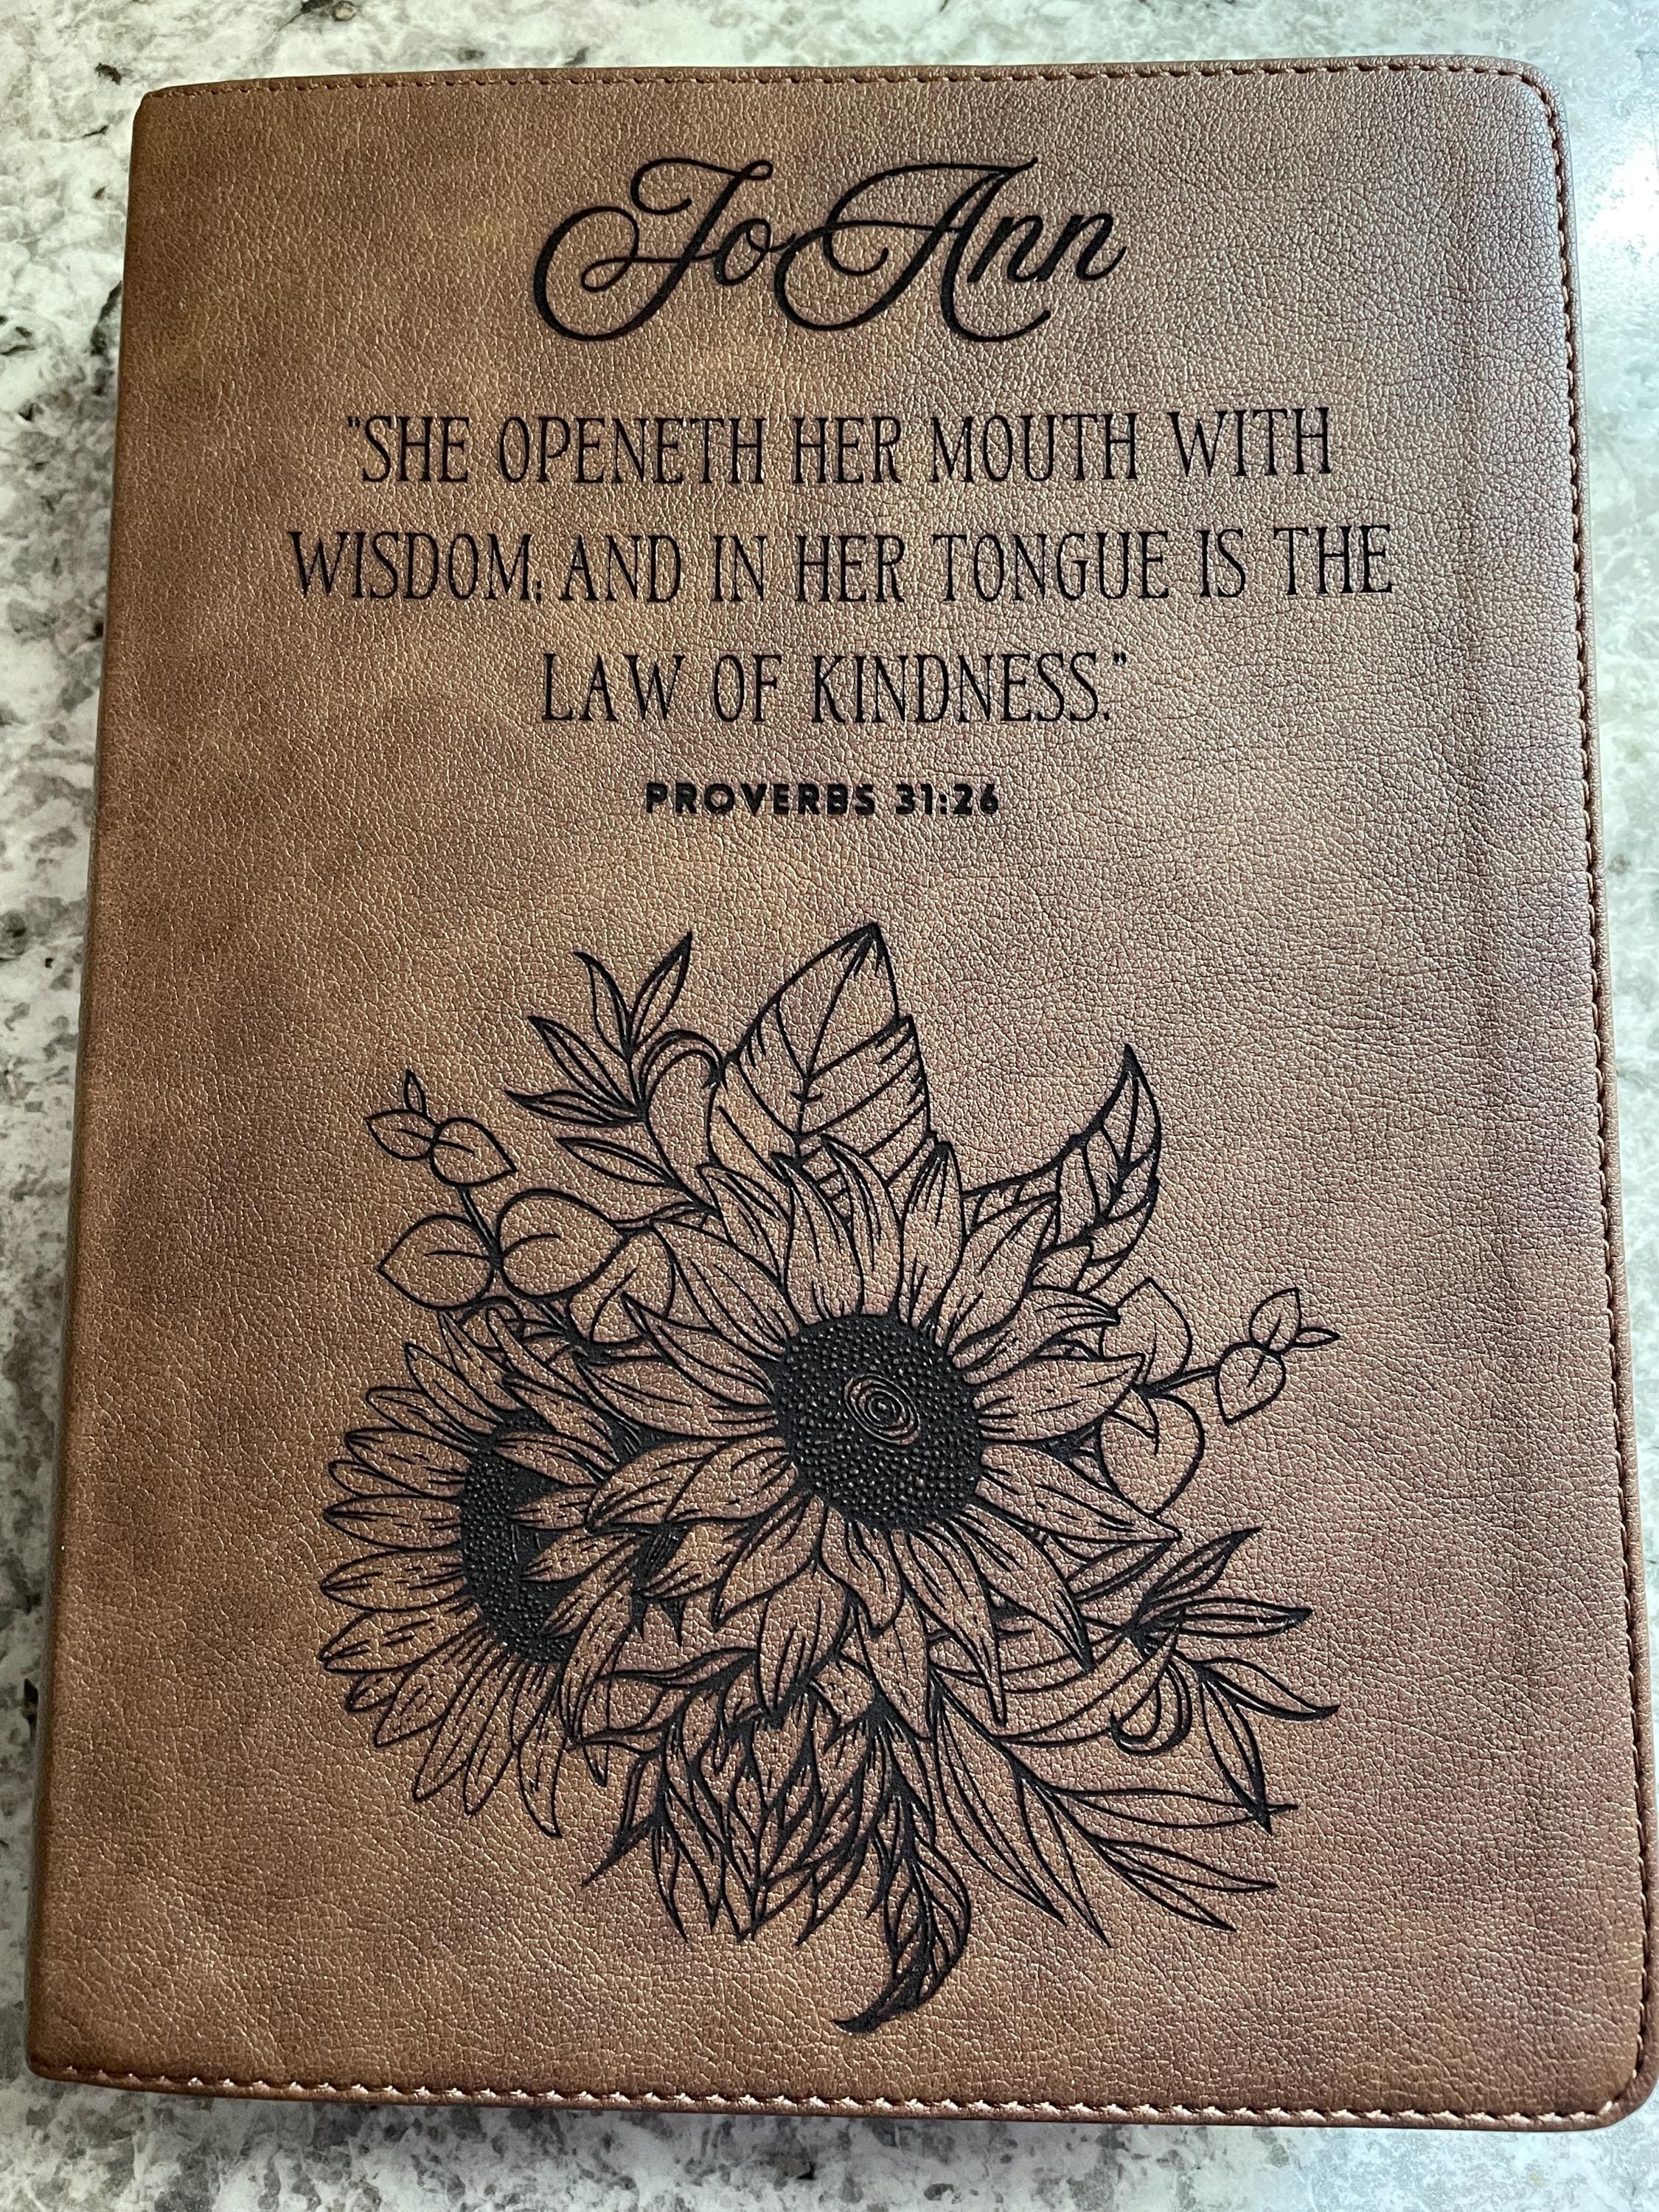 JoAnn
"SHE OPENETH HER MOUTH WITH
WISDOM; AND IN HER TONGUE IS THE
LAW OF KINDNESS."
PROVERBS 31:26